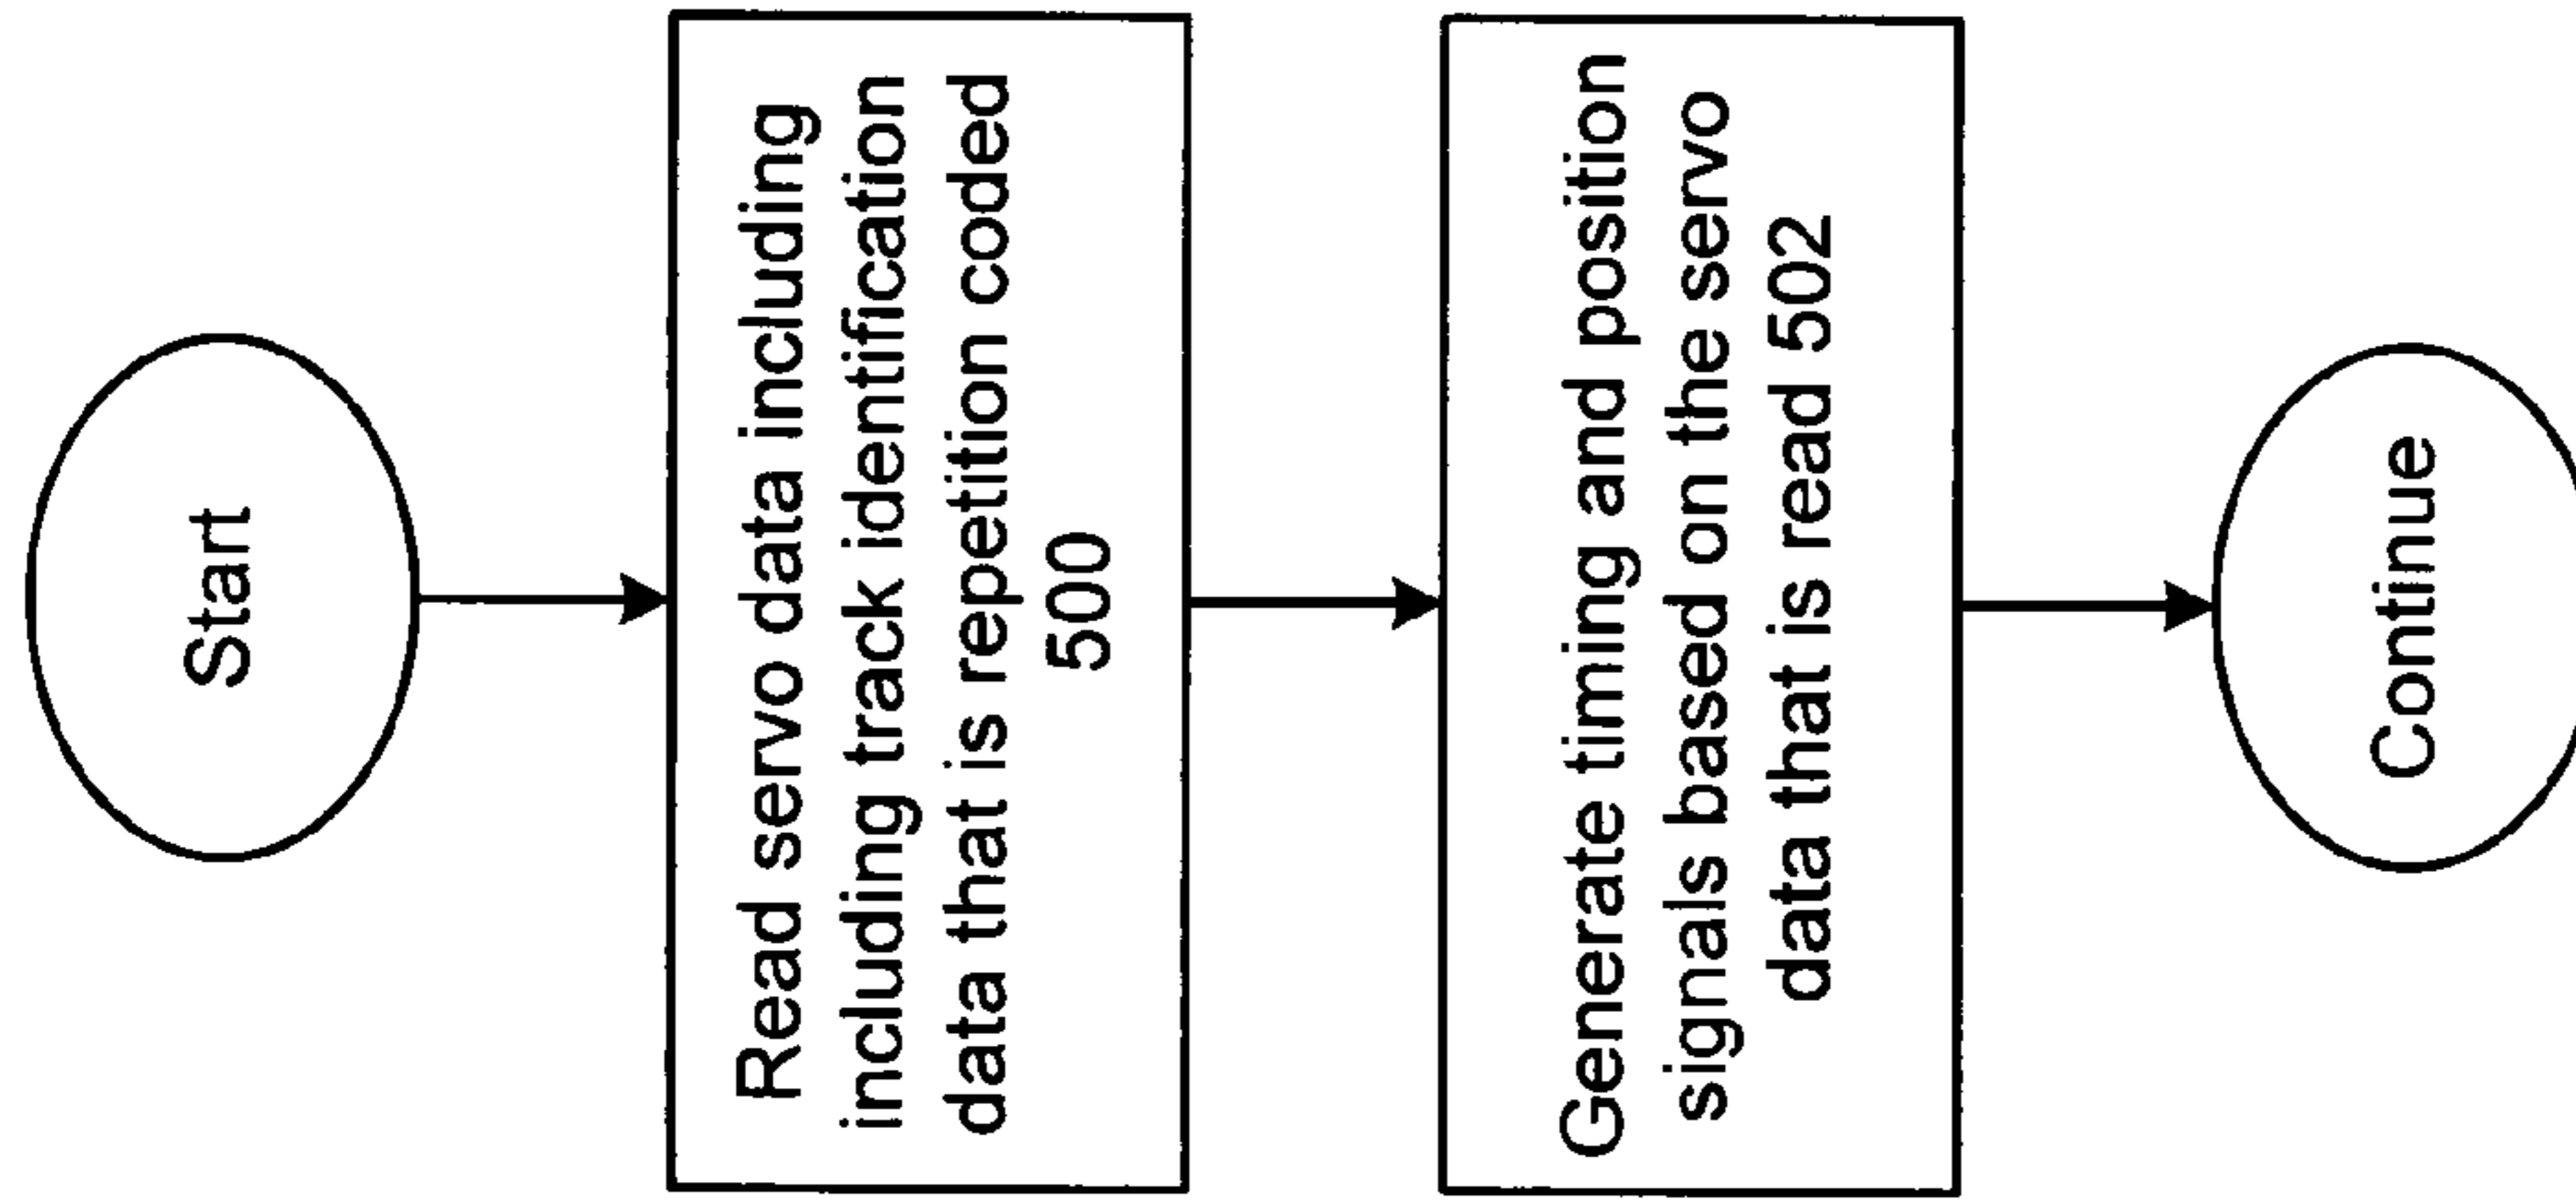 Start
Read servo data including
including track identification
data that is repetition coded
500
Generate timing and position
signals based on the servo
data that is read 502
Continue